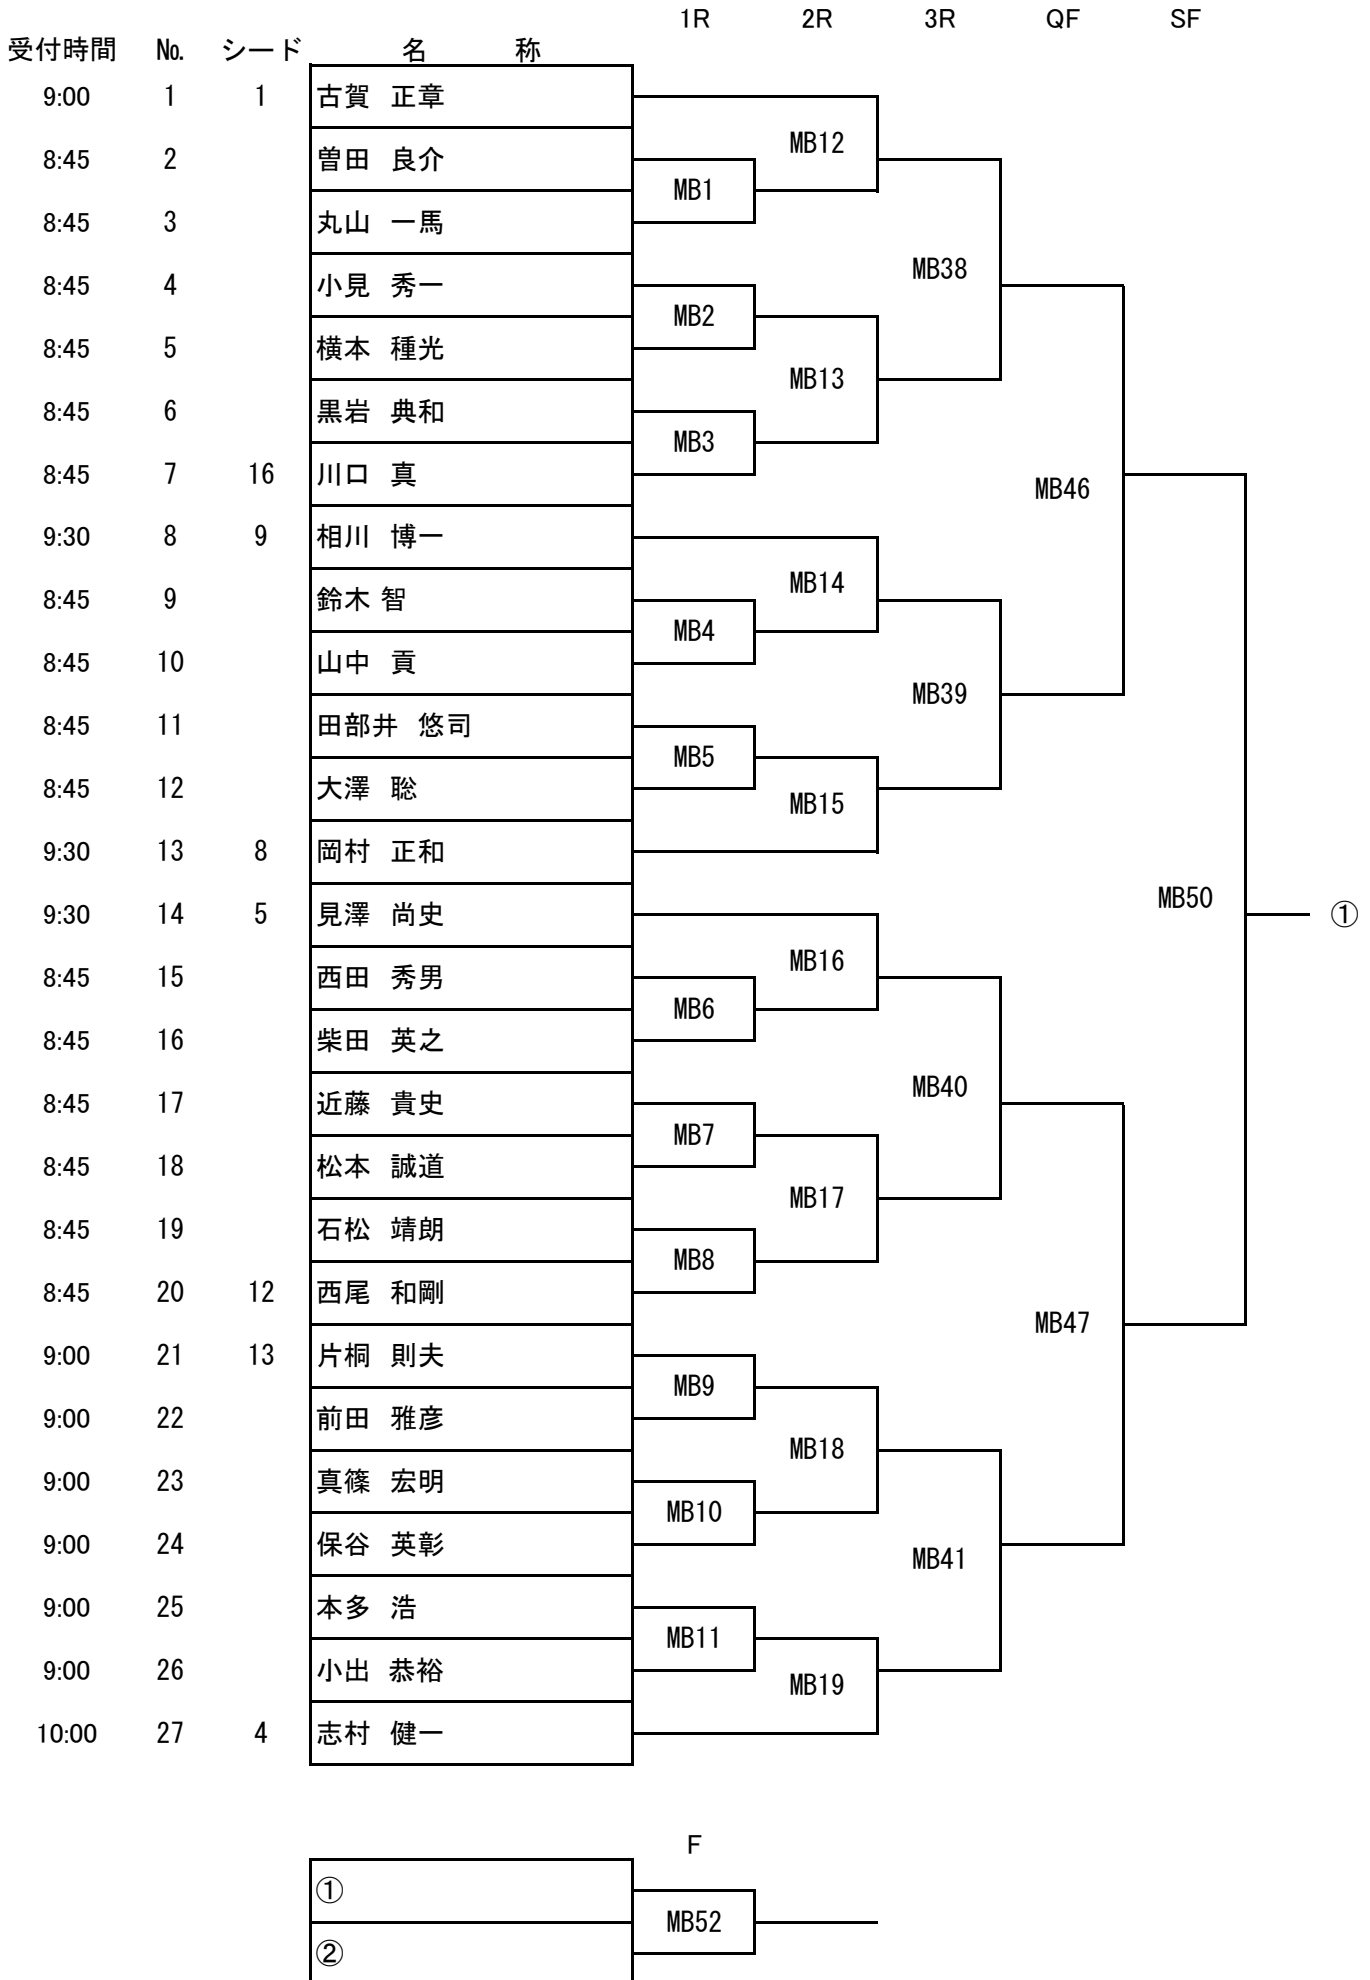 1R 2R 3R QF SF
受付時間 No. シード 名 称
9:00 1 1 古賀 正章
MB12
8:45 2 曽田 良介
MB1
8:45 3 丸山 一馬
MB38
8:45 4 小見 秀一
MB2
8:45 5 横本 種光
MB13
8:45 6 黒岩 典和
MB3
8:45 7 16 川口 真
MB46
9:30 8 9 相川 博一
MB14
8:45 9 鈴木 智
MB4
8:45 10 山中 貢
MB39
8:45 11 田部井 悠司
MB5
8:45 12 大澤 聡
MB15
9:30 13 8 岡村 正和
MB50
9:30 14 5 見澤 尚史 ①
MB16
8:45 15 西田 秀男
MB6
8:45 16 柴田 英之
MB40
8:45 17 近藤 貴史
MB7
8:45 18 松本 誠道
MB17
8:45 19 石松 靖朗
MB8
8:45 20 12 西尾 和剛
MB47
9:00 21 13 片桐 則夫
MB9
9:00 22 前田 雅彦
MB18
9:00 23 真篠 宏明
MB10
9:00 24 保谷 英彰
MB41
9:00 25 本多 浩
MB11
9:00 26 小出 恭裕
MB19
10:00 27 4 志村 健一
F
①
MB52
②